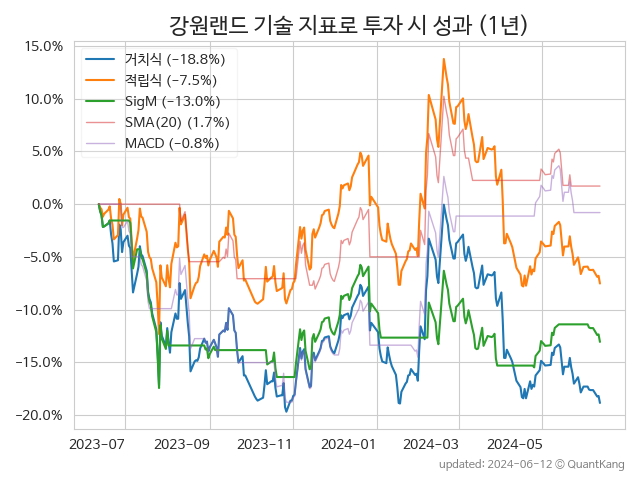 강원랜드 기술 지표로 투자 시 성과 (1년)
15.0%
10.0%
5.0%
0.0%
−5.0%
−10.0%
−15.0%
−20.0%
거치식 (−18.8%)
적립식 (−7.5%)
SigM (−13.0%)
SMA(20) (1.7%)
MACD (−0.8%)
2023−07
2023−09
2023−11
2024−01
2024−03
2024−05
updated: 2024-06-12 © QuantKang